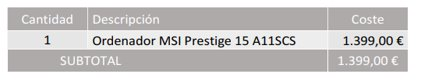 Cantidad Descripción Coste
1 Ordenador MSI Prestige 15 A11SCS 1.399,00 €
SUBTOTAL 1.399,00 €